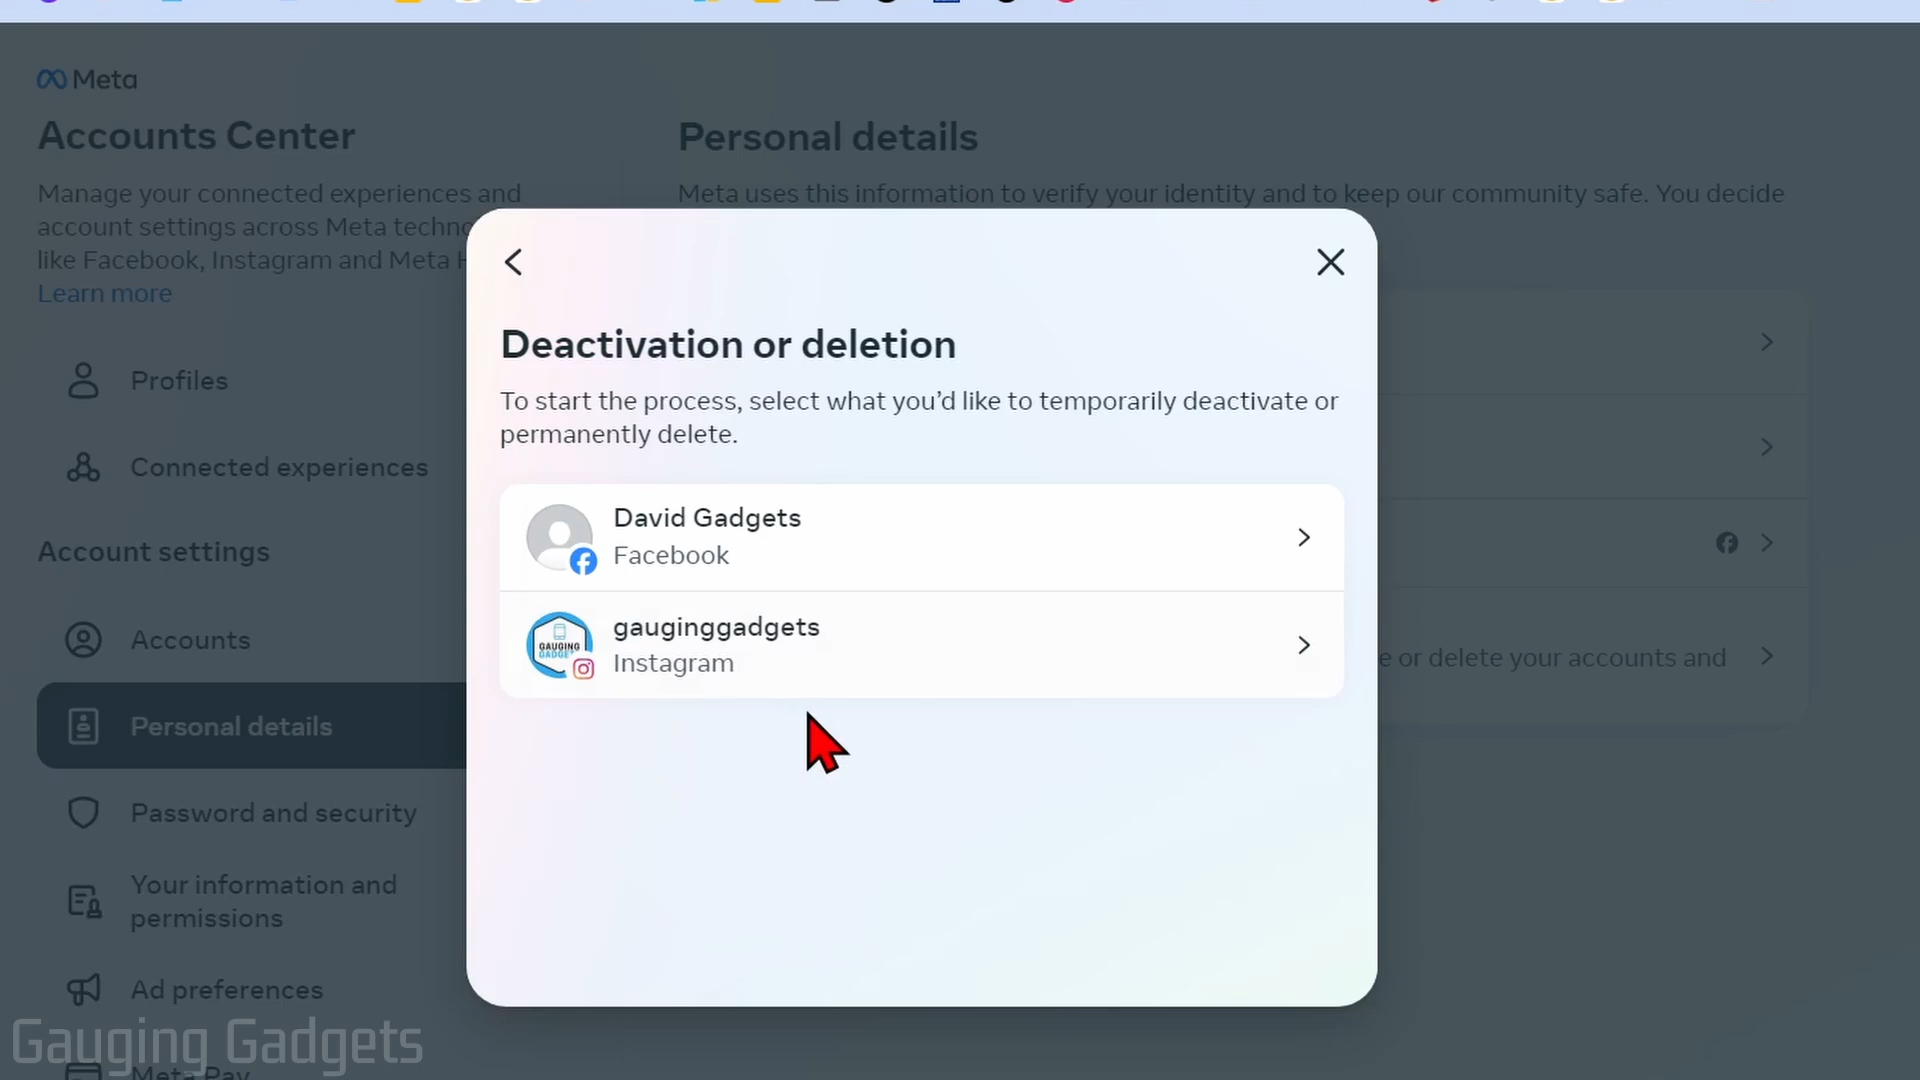 Meta
Accounts Center
Manage your connected experiences and
account settings across Meta techno
like Facebook, Instagram and Meta H
Learn more
Profiles
Connected experiences
Account settings
Accounts
Personal details
Password and security
Your information and
permissions
Ad preferences
Meta Pay
Personal details
Meta uses this information to verify your identity and to keep our community safe. You decide
e or delete your accounts and
Deactivation or deletion
To start the process, select what you’d like to temporarily deactivate or
permanently delete.
David Gadgets
Facebook
GAUGING
gauginggadgets
Instagram
Gauging Gadgets